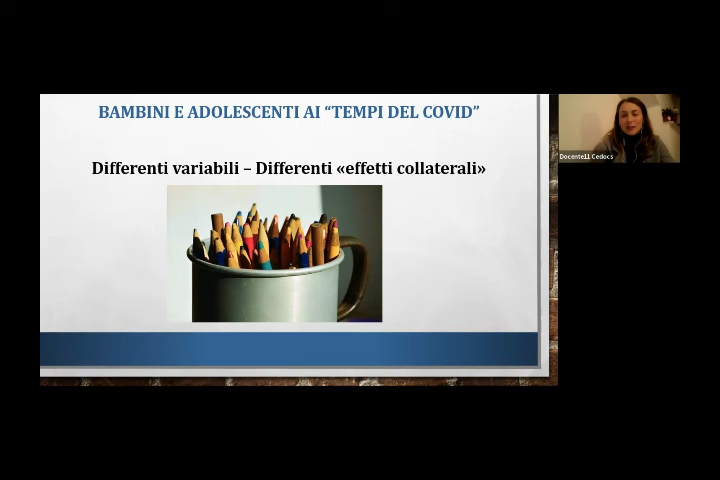 BAMBINI E ADOLESCENTI AI “TEMPI DEL COVID”
Differenti variabili – Differenti «effetti collaterali»
Docente11 Cedocs